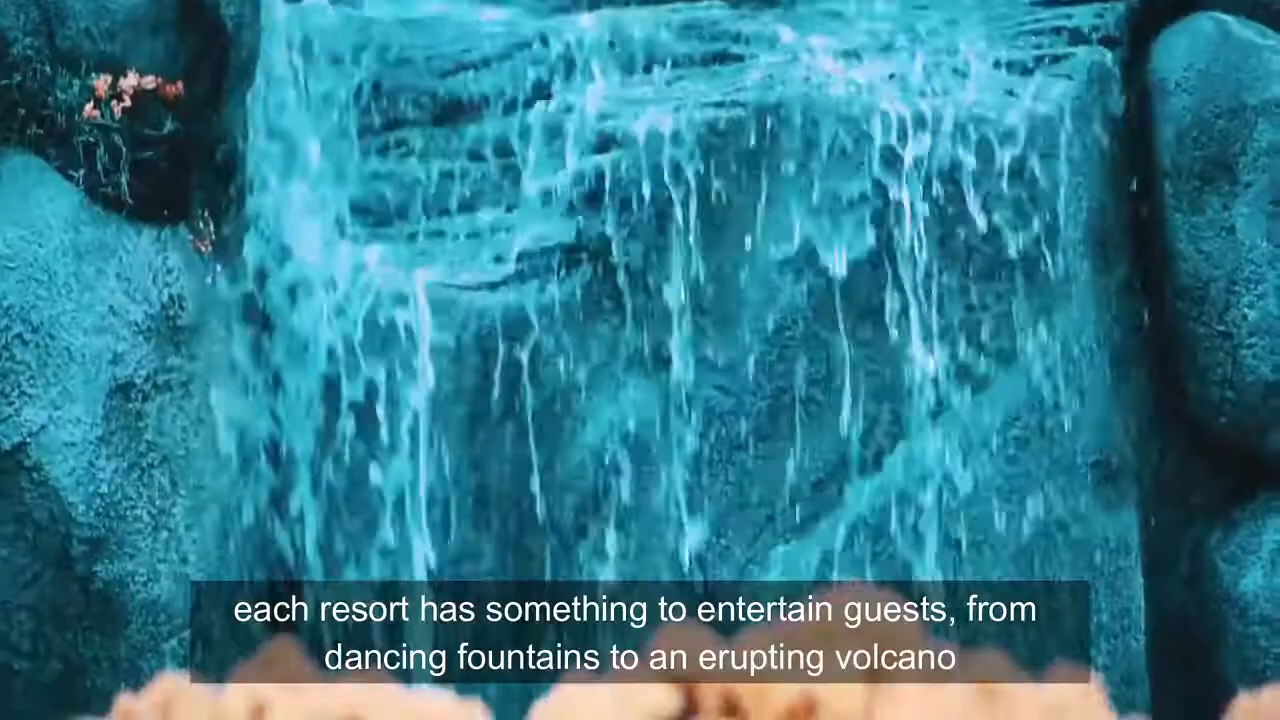 each resort has something to entertain guests, from
dancing fountains to an erupting volcano